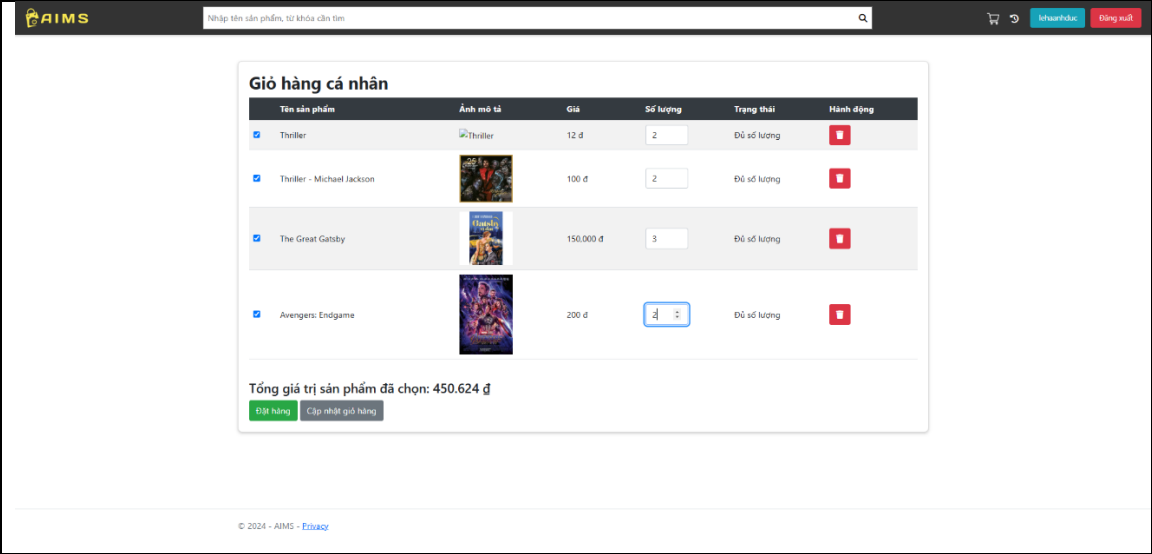 AIMS
Nhập tên sản phẩm, từ khóa cần tìm
lehaanhduc
Đăng xuất
Giỏ hàng cá nhân
Tên sản phẩm Ảnh mô tả Giá Số lượng Trạng thái Hành động
Thriller Thriller 12 đ 2 Đủ số lượng
Thriller - Michael Jackson 100 đ 2 Đủ số lượng
The Great Gatsby Gatsby 150.000 đ 3 Đủ số lượng
Avengers: Endgame 200 đ 2 Đủ số lượng
Tổng giá trị sản phẩm đã chọn: 450.624 ₫
Đặt hàng Cập nhật giỏ hàng
© 2024 - AIMS - Privacy